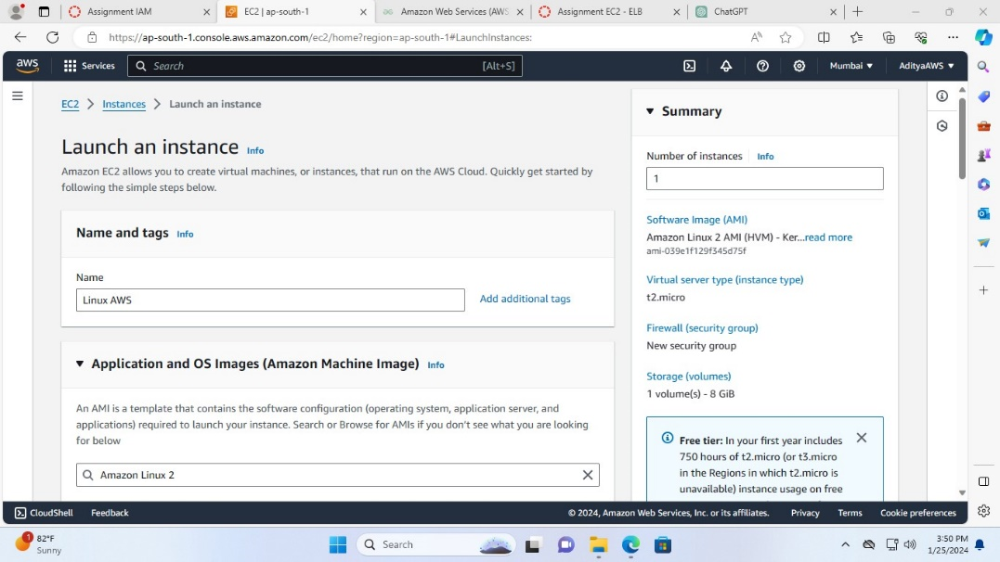 Assignment IAM
EC2 | ap-south-1
Amazon Web Services (AWS
Assignment EC2 - ELB
ChatGPT
https://ap-south-1.console.aws.amazon.com/ec2/home?region=ap-south-1#LaunchInstances:
aws
Services
Search
[Alt+S]
Mumbai
AdityaAWS
EC2 > Instances > Launch an instance
Launch an instance Info
Amazon EC2 allows you to create virtual machines, or instances, that run on the AWS Cloud. Quickly get started by
following the simple steps below.
Name and tags Info
Name
Linux AWS
Add additional tags
Application and OS Images (Amazon Machine Image) Info
An AMI is a template that contains the software configuration (operating system, application server, and
applications) required to launch your instance. Search or Browse for AMIs if you don't see what you are looking
for below
Amazon Linux 2
Summary
Number of instances Info
1
Software Image (AMI)
Amazon Linux 2 AMI (HVM) - Ker...read more
ami-039e1f129f345d75f
Virtual server type (instance type)
t2.micro
Firewall (security group)
New security group
Storage (volumes)
1 volume(s) - 8 GiB
Free tier: In your first year includes
750 hours of t2.micro (or t3.micro
in the Regions in which t2.micro is
unavailable) instance usage on free
CloudShell
Feedback
© 2024, Amazon Web Services, Inc. or its affiliates.
Privacy
Terms
Cookie preferences
1
82°F
Sunny
Search
3:50 PM
1/25/2024